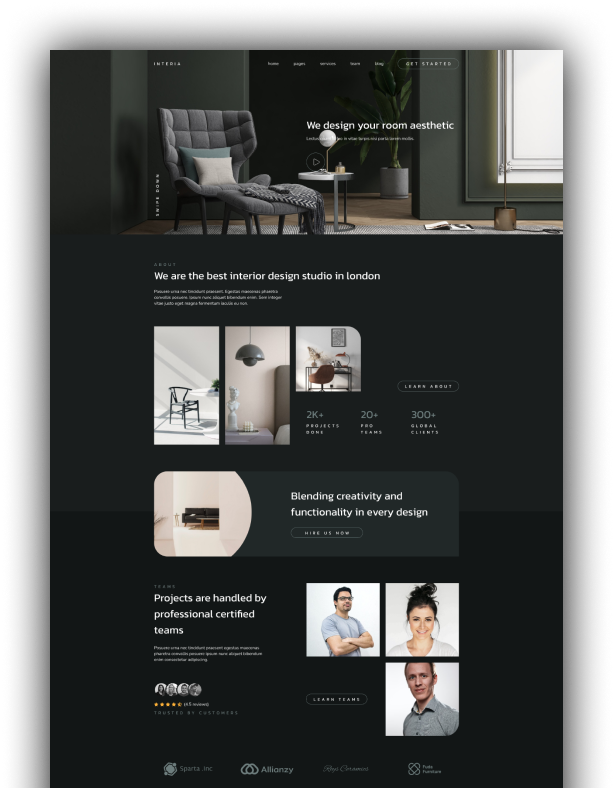 INTERIA
home pages services team blog GET STARTED
We design your room aesthetic
SWIPE DOWN
ABOUT
We are the best interior design studio in london
Posuere urna nec tincidunt praesent. Egestas maecenas pharetra
convallis posuere. Ipsum nunc aliquet bibendum enim. Sem integer
vitae justo eget magna fermentum iaculis eu non.
LEARN ABOUT
2K+ 20+ 300+
PROJECTS PRO GLOBAL
DONE TEAMS CLIENTS
Blending creativity and
functionality in every design
HIRE US NOW
TEAMS
Projects are handled by
professional certified
teams
Posuere urna nec tincidunt praesent egestas maecenas
pharetra convallis posuere ipsum nunc aliquet bibendum
enim consectetur adipiscing.
LEARN TEAMS
(65 reviews)
TRUSTED BY CUSTOMERS
Sparta .Inc Allianzy Ceramics Furniture